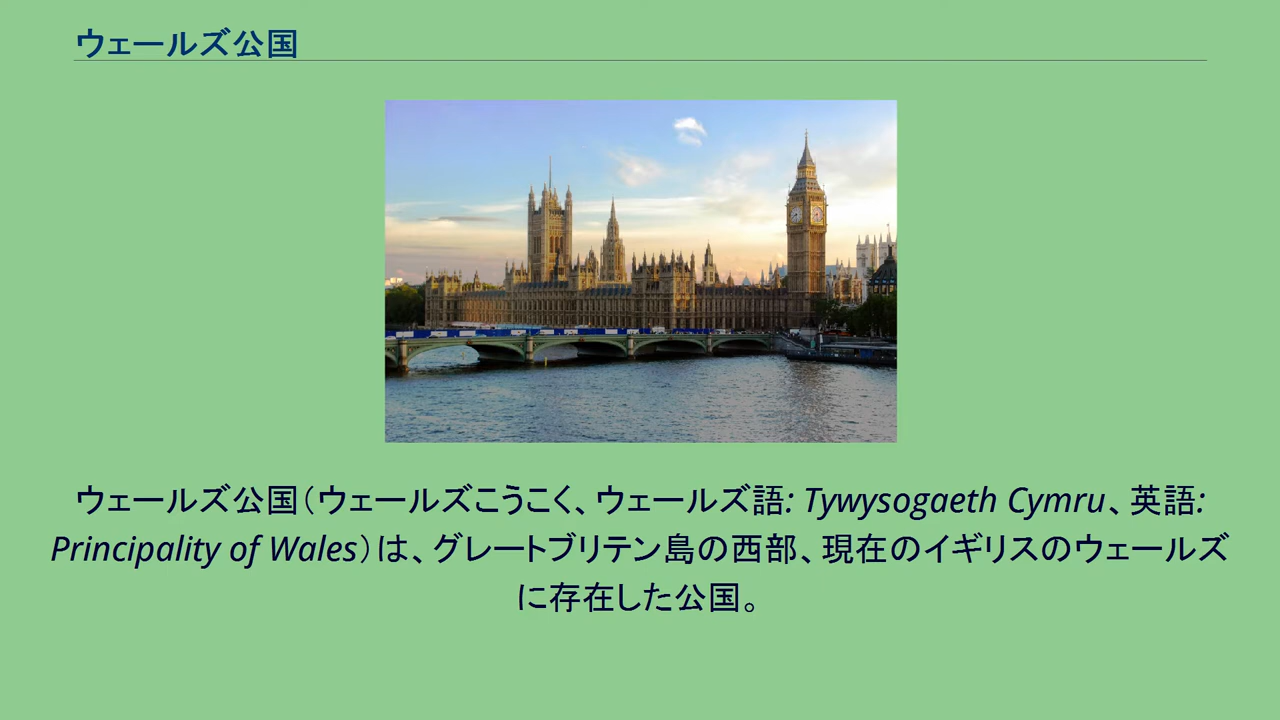 ウェールズ公国
ウェールズ公国（ウェールズこうこく、ウェールズ語: Tywysogaeth Cymru、英語:
Principality of Wales）は、グレートブリテン島の西部、現在のイギリスのウェールズ
に存在した公国。